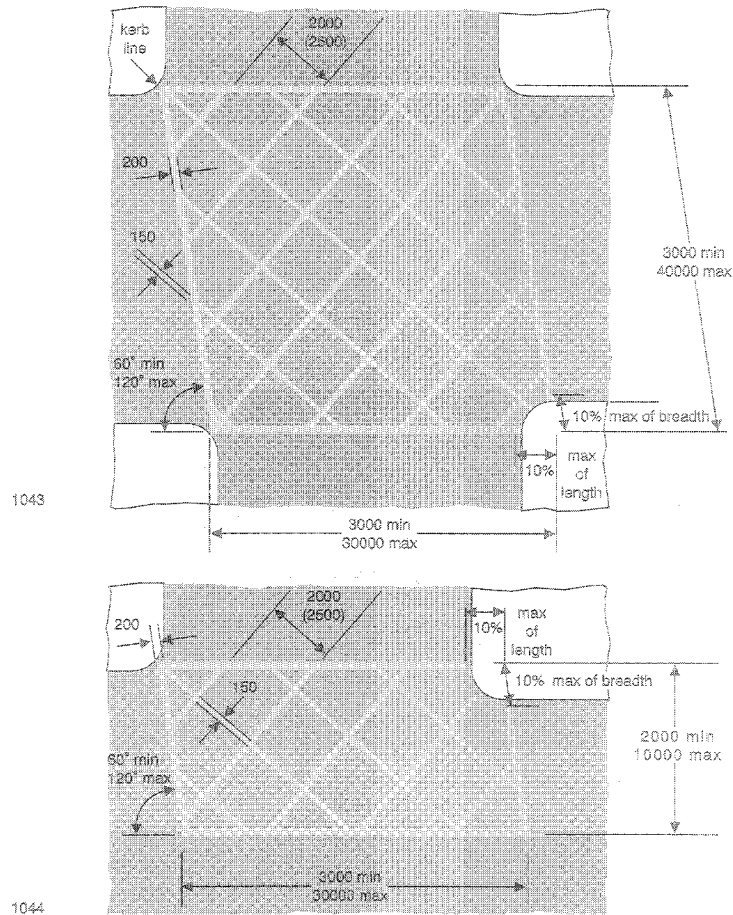 kerb
line
2000
(2500)
200
150
3000 min
40000 max
60° min
120° max
10% max of breadth
10%
max
of
length
1043
3000 min
30000 max
2000
(2500)
200
10%
max
of
length
10% max of breadth
150
2000 min
10000 max
60° min
120° max
3000 min
30000 max
1044